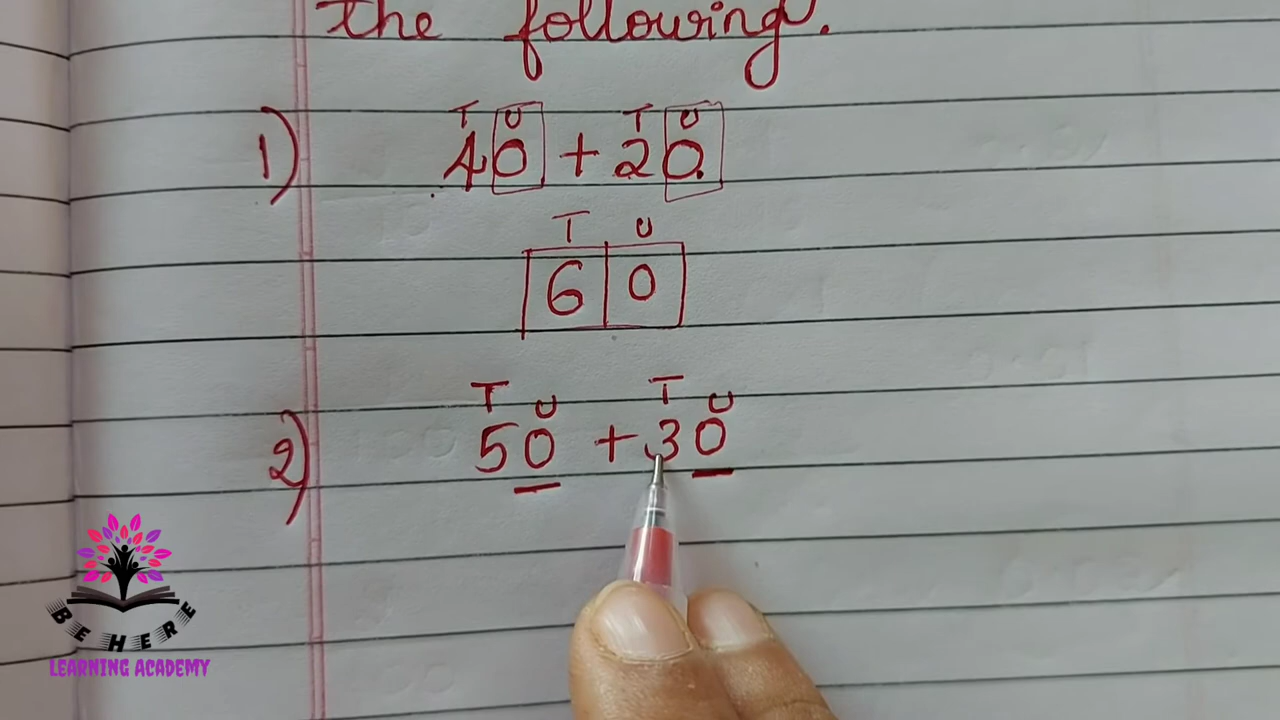 the following.
T U T U
1) 40 + 20
T U
6 0
T U T U
2) 50 + 30
BE HERE
LEARNING ACADEMY